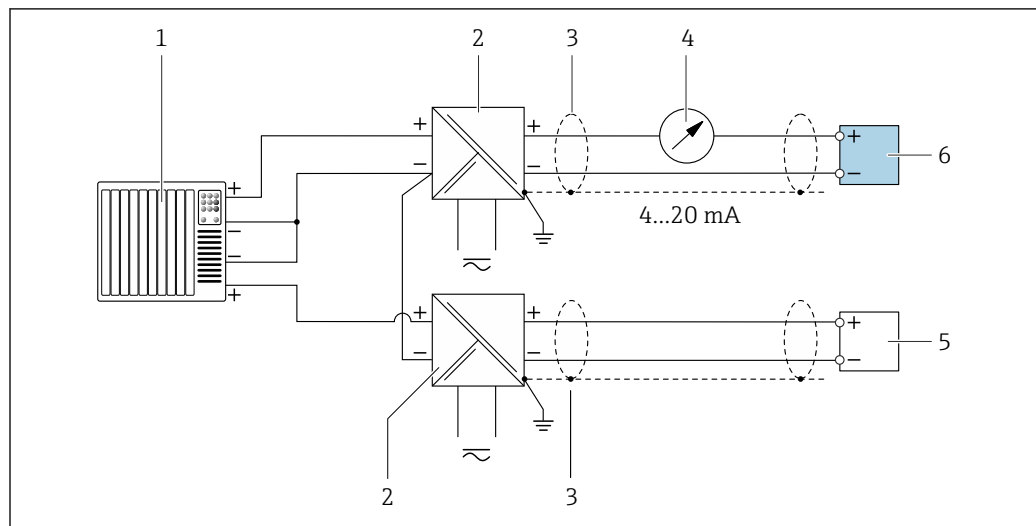 1 2 3 4
+ + + +
− − − 6
+ −
− 4...20 mA
−
+
+ + +
− − − 5
2 3